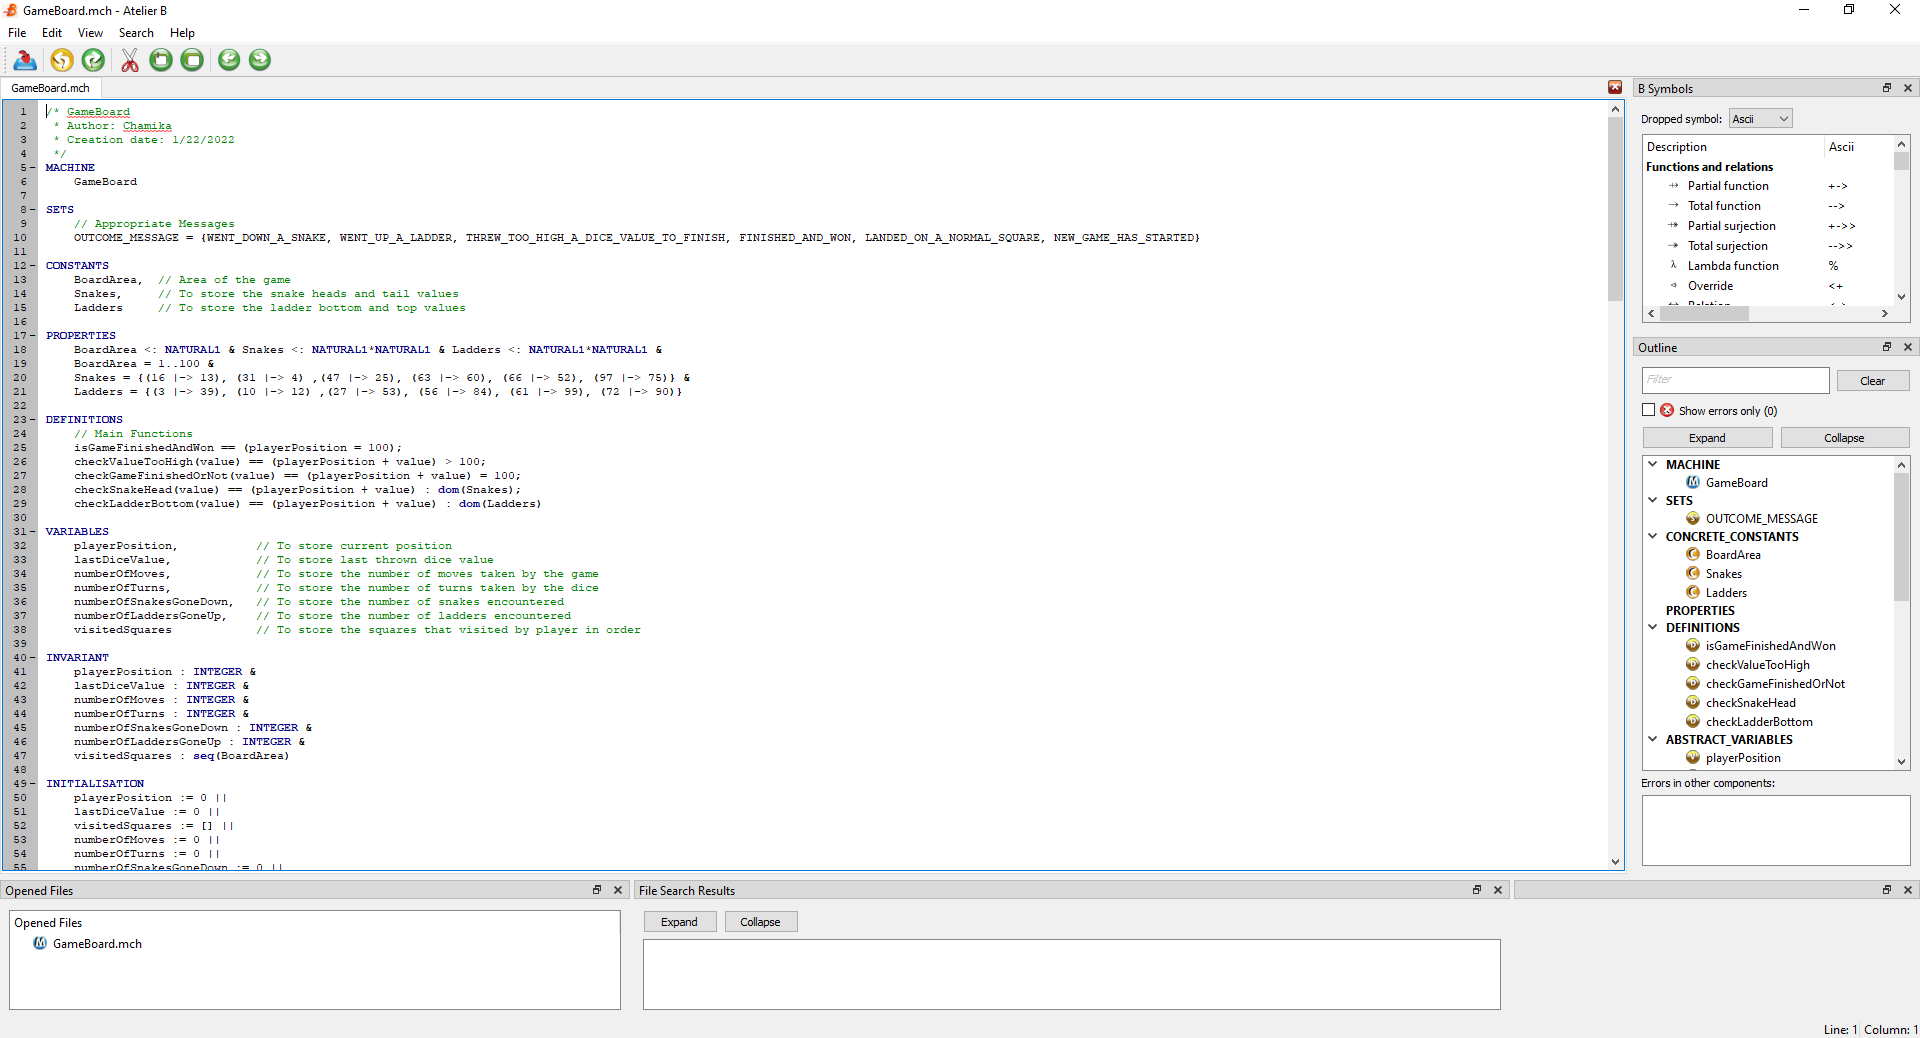 GameBoard.mch - Atelier B
File Edit View Search Help
GameBoard.mch
1 /* GameBoard
2 * Author: Chamika
3 * Creation date: 1/22/2022
4 */
5 MACHINE
6 GameBoard
7
8 SETS
9 // Appropriate Messages
10 OUTCOME_MESSAGE = {WENT_DOWN_A_SNAKE, WENT_UP_A_LADDER, THREW_TOO_HIGH_A_DICE_VALUE_TO_FINISH, FINISHED_AND_WON, LANDED_ON_A_NORMAL_SQUARE, NEW_GAME_HAS_STARTED}
11
12 CONSTANTS
13 BoardArea, // Area of the game
14 Snakes, // To store the snake heads and tail values
15 Ladders // To store the ladder bottom and top values
16
17 PROPERTIES
18 BoardArea <: NATURAL1 & Snakes <: NATURAL1*NATURAL1 & Ladders <: NATURAL1*NATURAL1 &
19 BoardArea = 1..100 &
20 Snakes = {(16 |-> 13), (31 |-> 4) ,(47 |-> 25), (63 |-> 60), (66 |-> 52), (97 |-> 75)} &
21 Ladders = {(3 |-> 39), (10 |-> 12) ,(27 |-> 53), (56 |-> 84), (61 |-> 99), (72 |-> 90)}
22
23 DEFINITIONS
24 // Main Functions
25 isGameFinishedAndWon == (playerPosition = 100);
26 checkValueTooHigh(value) == (playerPosition + value) > 100;
27 checkGameFinishedOrNot(value) == (playerPosition + value) = 100;
28 checkSnakeHead(value) == (playerPosition + value) : dom(Snakes);
29 checkLadderBottom(value) == (playerPosition + value) : dom(Ladders)
30
31 VARIABLES
32 playerPosition, // To store current position
33 lastDiceValue, // To store last thrown dice value
34 numberOfMoves, // To store the number of moves taken by the game
35 numberOfTurns, // To store the number of turns taken by the dice
36 numberOfSnakesGoneDown, // To store the number of snakes encountered
37 numberOfLaddersGoneUp, // To store the number of ladders encountered
38 visitedSquares // To store the squares that visited by player in order
39
40 INVARIANT
41 playerPosition : INTEGER &
42 lastDiceValue : INTEGER &
43 numberOfMoves : INTEGER &
44 numberOfTurns : INTEGER &
45 numberOfSnakesGoneDown : INTEGER &
46 numberOfLaddersGoneUp : INTEGER &
47 visitedSquares : seq(BoardArea)
48
49 INITIALISATION
50 playerPosition := 0 ||
51 lastDiceValue := 0 ||
52 visitedSquares := [] ||
53 numberOfMoves := 0 ||
54 numberOfTurns := 0 ||
55 numberOfSnakesGoneDown := 0 ||
B Symbols
Dropped symbol: Ascii
Description Ascii
Functions and relations
Partial function +->
Total function -->
Partial surjection +->>
Total surjection -->>
λ Lambda function %
Override <+
Relation <->
Outline
Filter
Clear
Show errors only (0)
Expand Collapse
MACHINE
GameBoard
SETS
OUTCOME_MESSAGE
CONCRETE_CONSTANTS
BoardArea
Snakes
Ladders
PROPERTIES
DEFINITIONS
isGameFinishedAndWon
checkValueTooHigh
checkGameFinishedOrNot
checkSnakeHead
checkLadderBottom
ABSTRACT_VARIABLES
playerPosition
Errors in other components:
Opened Files
Opened Files
GameBoard.mch
File Search Results
Expand Collapse
Line: 1 Column: 1